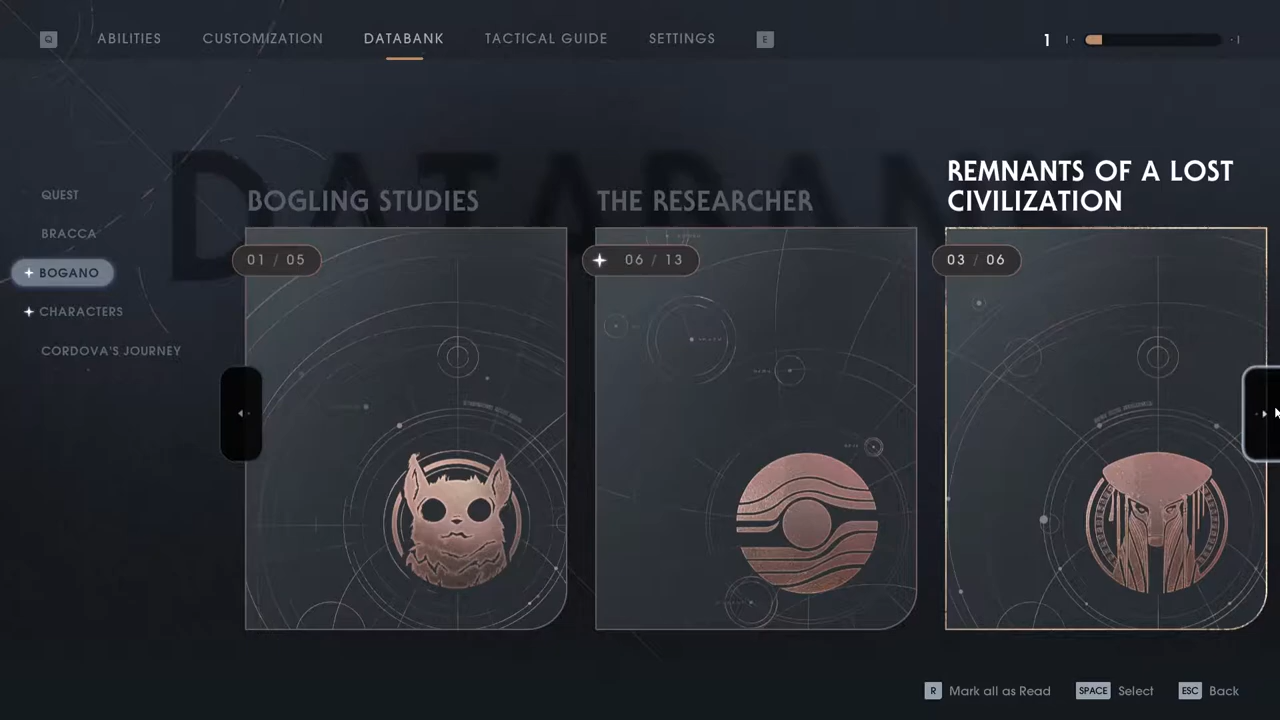 Q ABILITIES CUSTOMIZATION DATABANK TACTICAL GUIDE SETTINGS E 1
DATABANK
QUEST
BRACCA
BOGANO
CHARACTERS
CORDOVA'S JOURNEY
BOGLING STUDIES
01 / 05
THE RESEARCHER
06 / 13
REMNANTS OF A LOST
CIVILIZATION
03 / 06
R Mark all as Read SPACE Select ESC Back